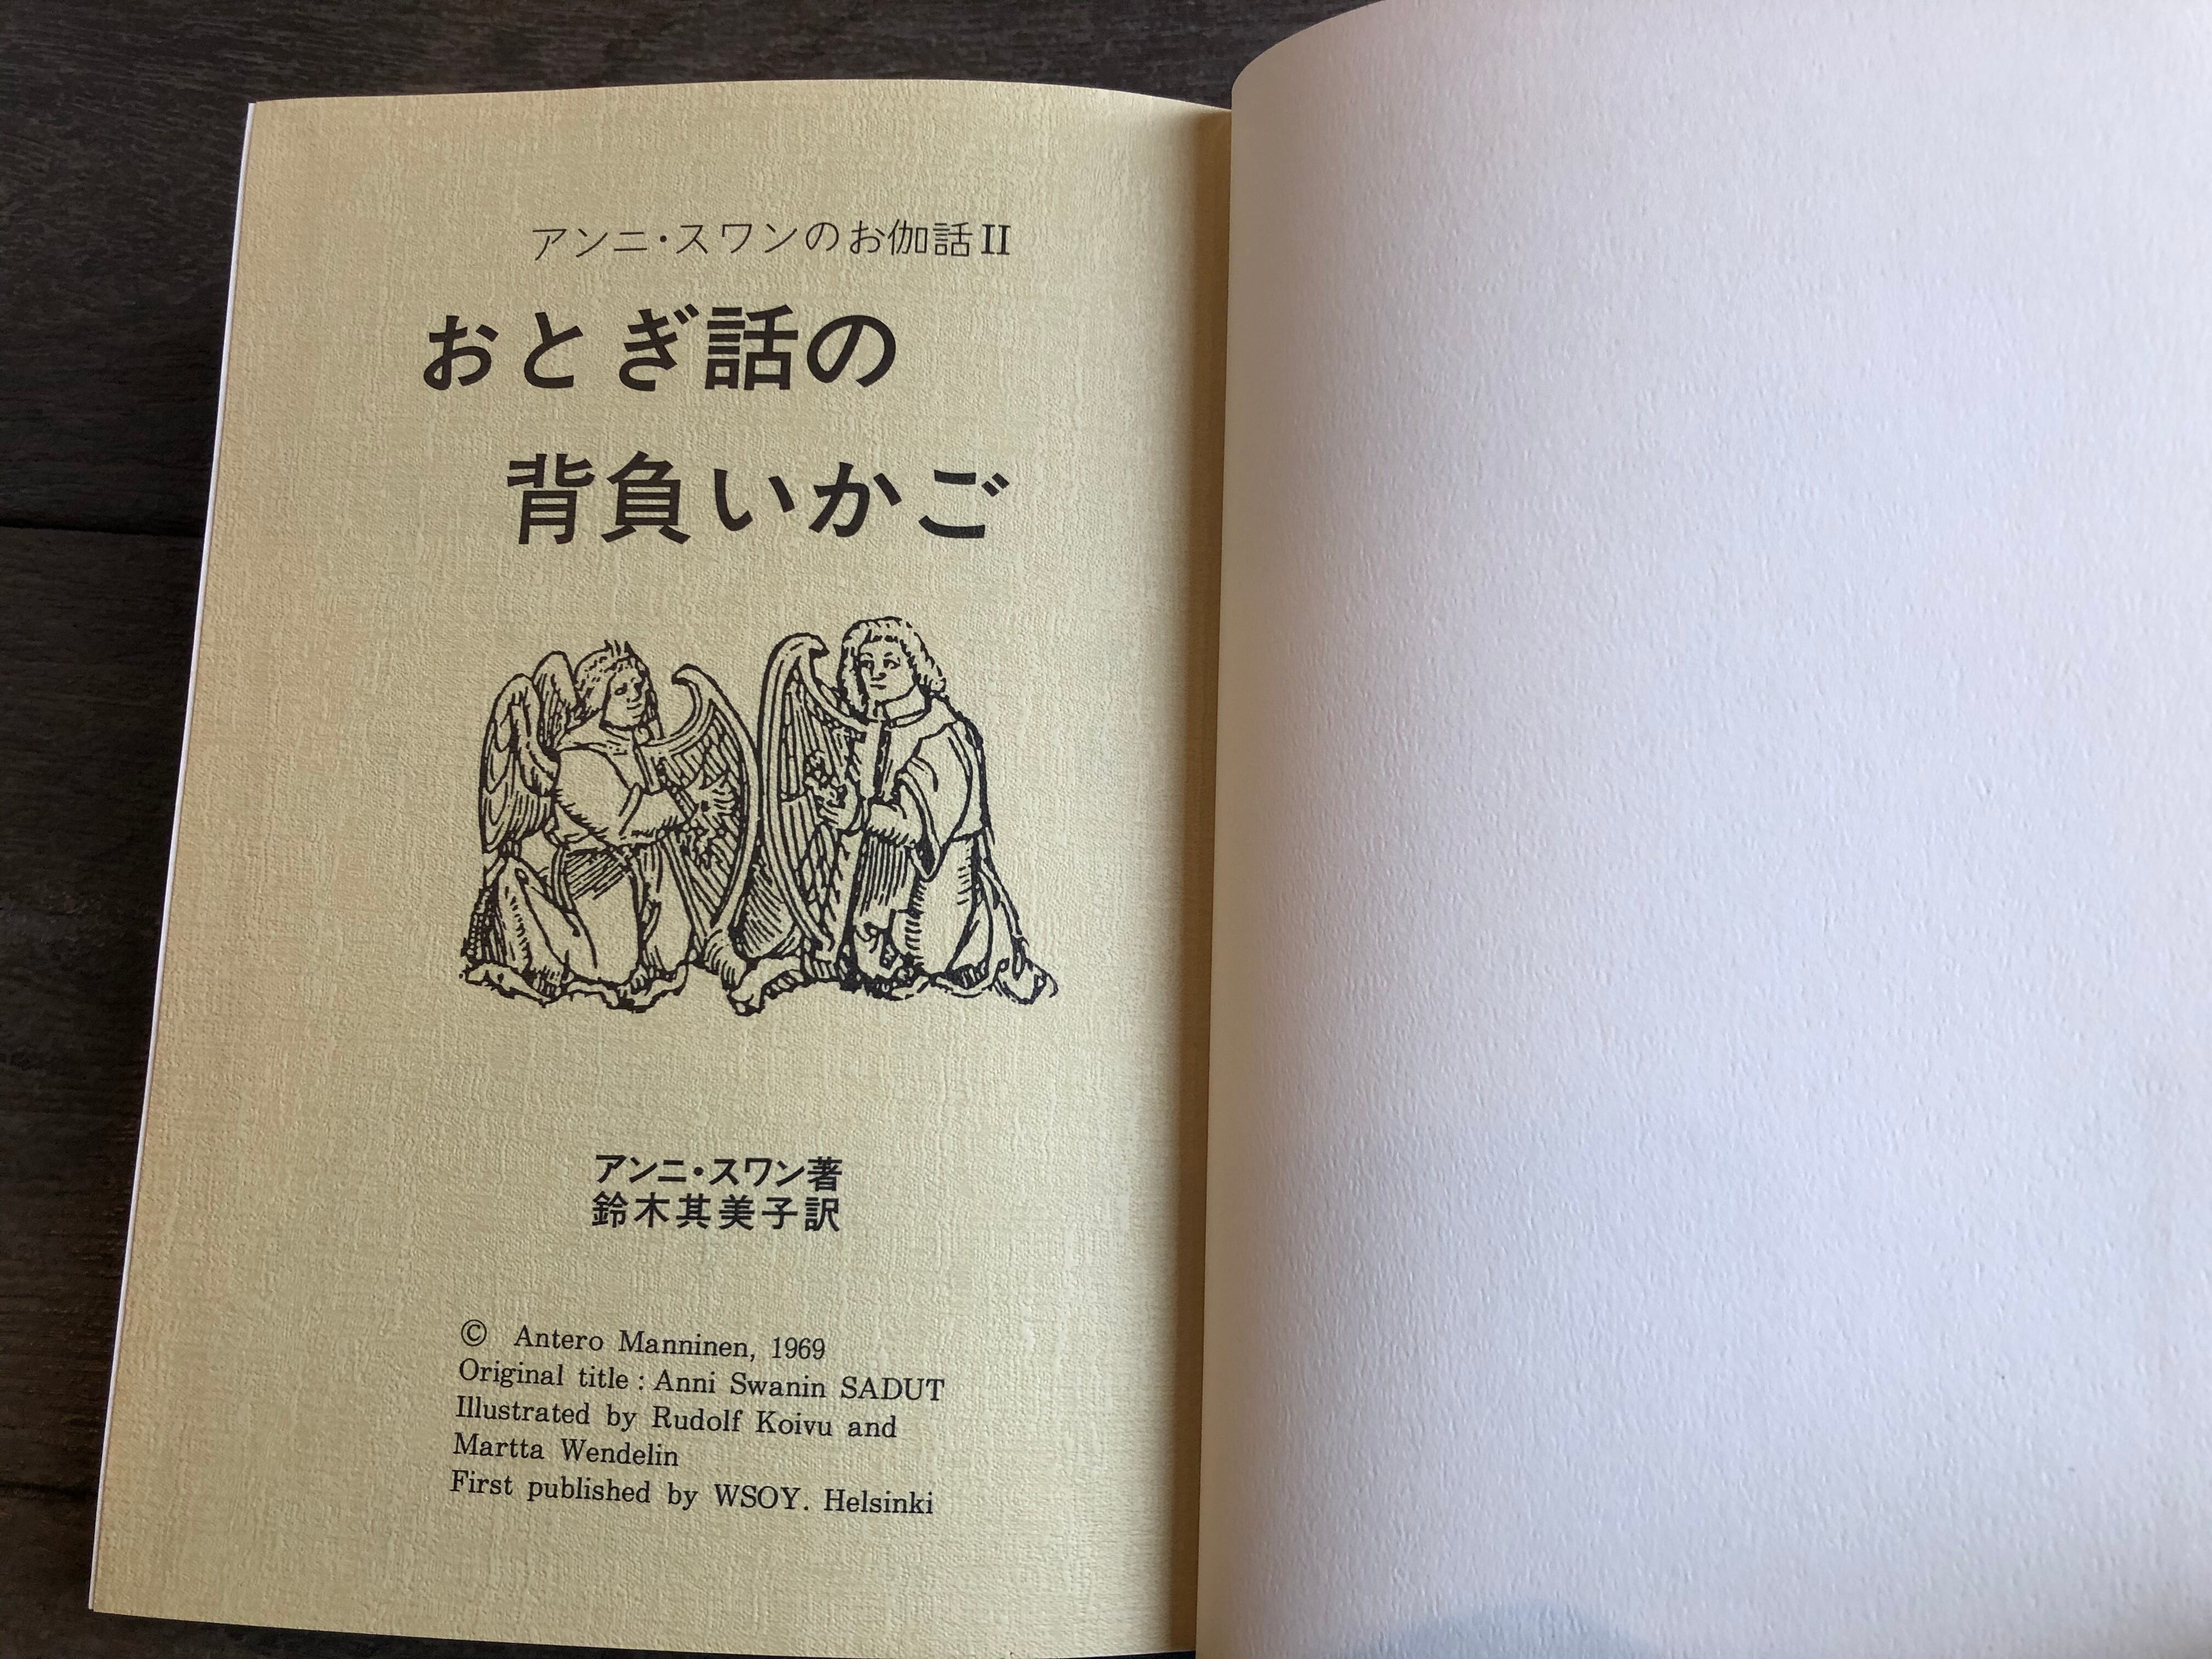 アンニ・スワンのお伽話II
おとぎ話の
背負いかご
アンニ・スワン著
鈴木其美子訳
© Antero Manninen, 1969
Original title : Anni Swanin SADUT
Illustrated by Rudolf Koivu and
Martta Wendelin
First published by WSOY. Helsinki